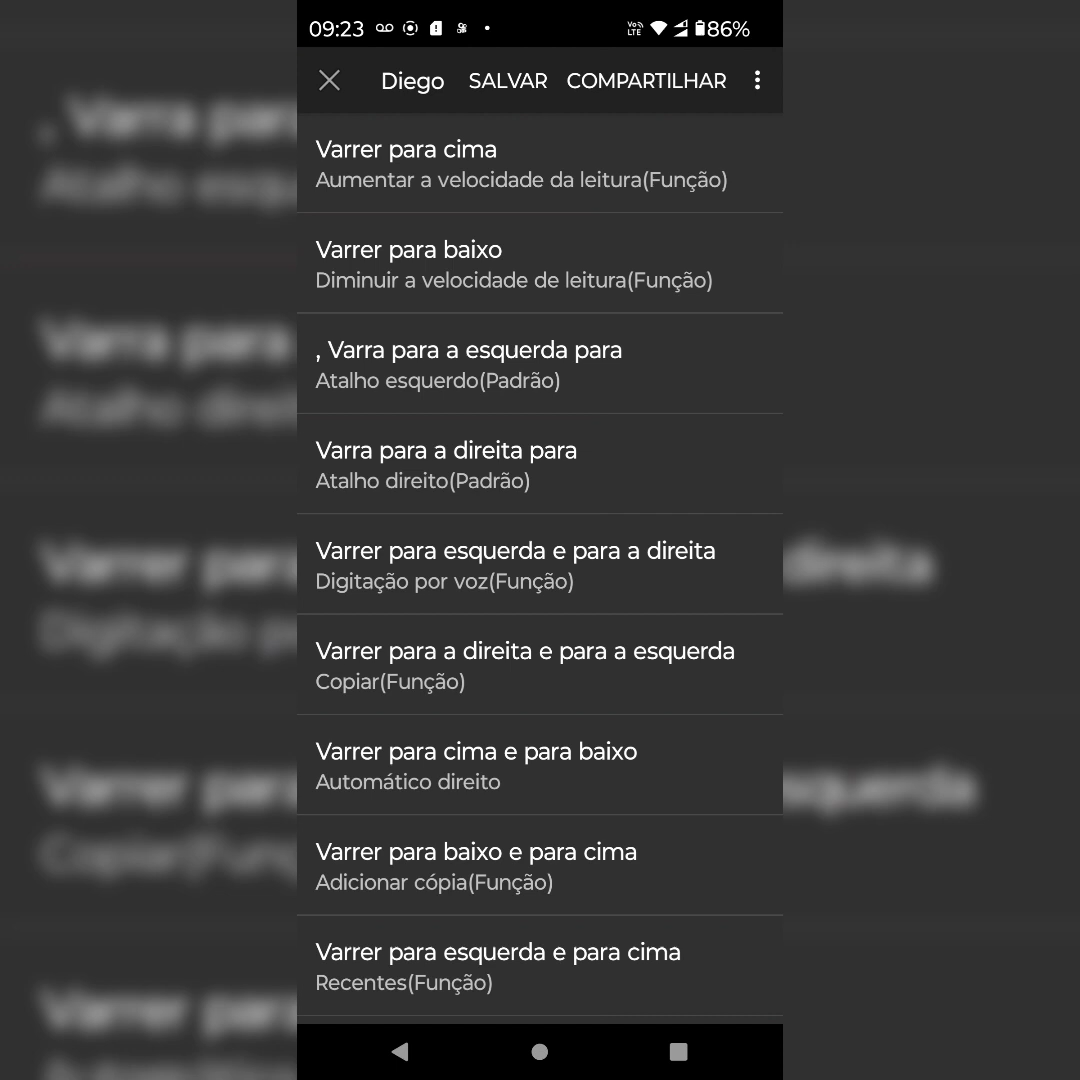 09:23 Vo LTE 86%
Diego SALVAR COMPARTILHAR
Varrer para cima
Aumentar a velocidade da leitura(Função)
Varrer para baixo
Diminuir a velocidade de leitura(Função)
, Varra para a esquerda para
Atalho esquerdo(Padrão)
Varra para a direita para
Atalho direito(Padrão)
Varrer para esquerda e para a direita
Digitação por voz(Função)
Varrer para a direita e para a esquerda
Copiar(Função)
Varrer para cima e para baixo
Automático direito
Varrer para baixo e para cima
Adicionar cópia(Função)
Varrer para esquerda e para cima
Recentes(Função)